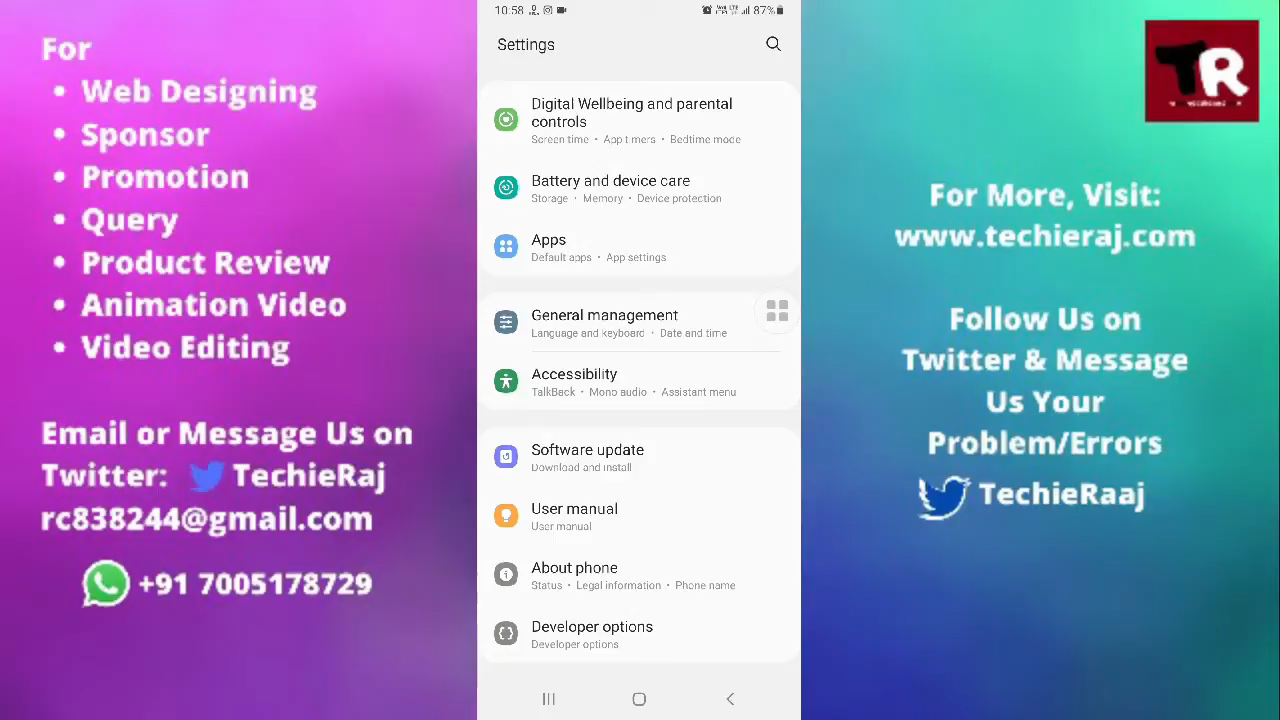 For
• Web Designing
• Sponsor
• Promotion
• Query
• Product Review
• Animation Video
• Video Editing
Email or Message Us on
Twitter: TechieRaj
rc838244@gmail.com
+91 7005178729
10:58
87%
Settings
Digital Wellbeing and parental
controls
Screen time • App timers • Bedtime mode
Battery and device care
Storage • Memory • Device protection
Apps
Default apps • App settings
General management
Language and keyboard • Date and time
Accessibility
TalkBack • Mono audio • Assistant menu
Software update
Download and install
User manual
User manual
About phone
Status • Legal information • Phone name
Developer options
Developer options
TR
For More, Visit:
www.techieraj.com
Follow Us on
Twitter & Message
Us Your
Problem/Errors
TechieRaaj